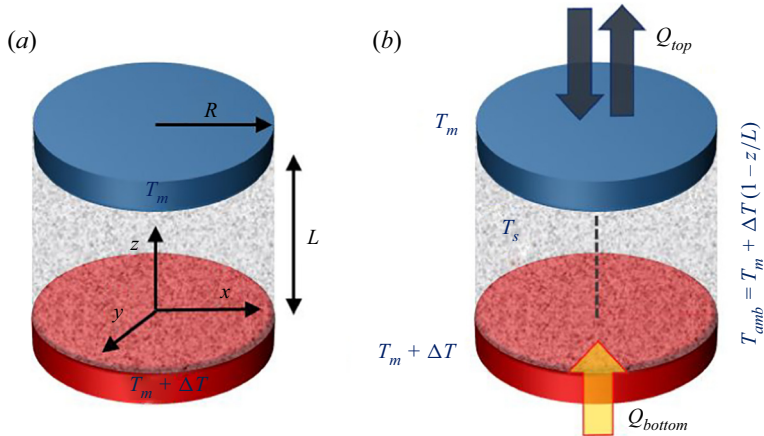 (a)
R
T_m
L
z
x
y
T_m + ΔT
(b)
Q_top
T_m
T_s
T_amb = T_m + ΔT (1 – z/L)
T_m + ΔT
Q_bottom